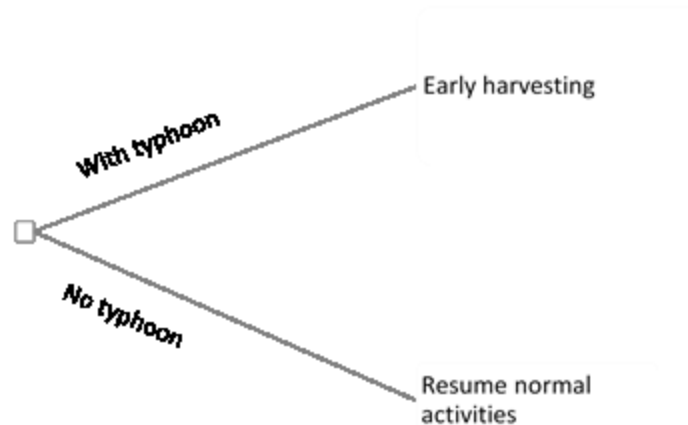 With typhoon
Early harvesting
No typhoon
Resume normal
activities